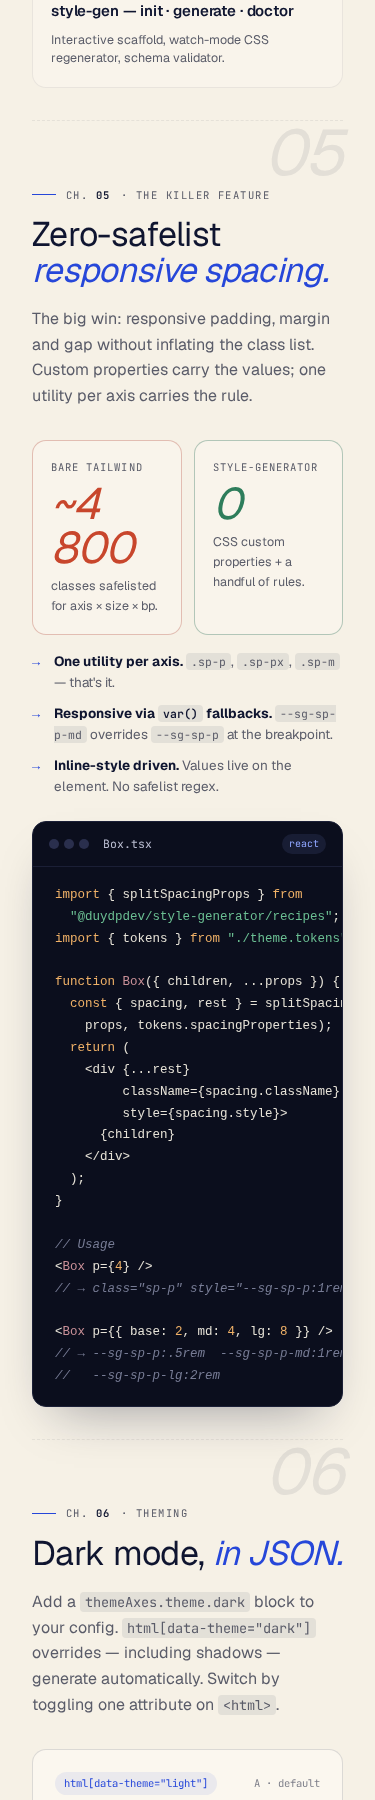 style-gen — init · generate · doctor
Interactive scaffold, watch-mode CSS
regenerator, schema validator.
05
CH. 05 · THE KILLER FEATURE
Zero-safelist
responsive spacing.
The big win: responsive padding, margin
and gap without inflating the class list.
Custom properties carry the values; one
utility per axis carries the rule.
BARE TAILWIND
~4
800
classes safelisted
for axis × size × bp.
STYLE-GENERATOR
0
CSS custom
properties + a
handful of rules.
→ One utility per axis. .sp-p, .sp-px, .sp-m
— that's it.
→ Responsive via var() fallbacks. --sg-sp-
p-md overrides --sg-sp-p at the breakpoint.
→ Inline-style driven. Values live on the
element. No safelist regex.
Box.tsx react
import { splitSpacingProps } from
"@duydpdev/style-generator/recipes";
import { tokens } from "./theme.tokens"
function Box({ children, ...props }) {
const { spacing, rest } = splitSpacin
props, tokens.spacingProperties);
return (
<div {...rest}
className={spacing.className}
style={spacing.style}>
{children}
</div>
);
}
// Usage
<Box p={4} />
// → class="sp-p" style="--sg-sp-p:1rem
<Box p={{ base: 2, md: 4, lg: 8 }} />
// → --sg-sp-p:.5rem --sg-sp-p-md:1rem
// --sg-sp-p-lg:2rem
06
CH. 06 · THEMING
Dark mode, in JSON.
Add a themeAxes.theme.dark block to
your config. html[data-theme="dark"]
overrides — including shadows —
generate automatically. Switch by
toggling one attribute on <html>.
html[data-theme="light"] A · default